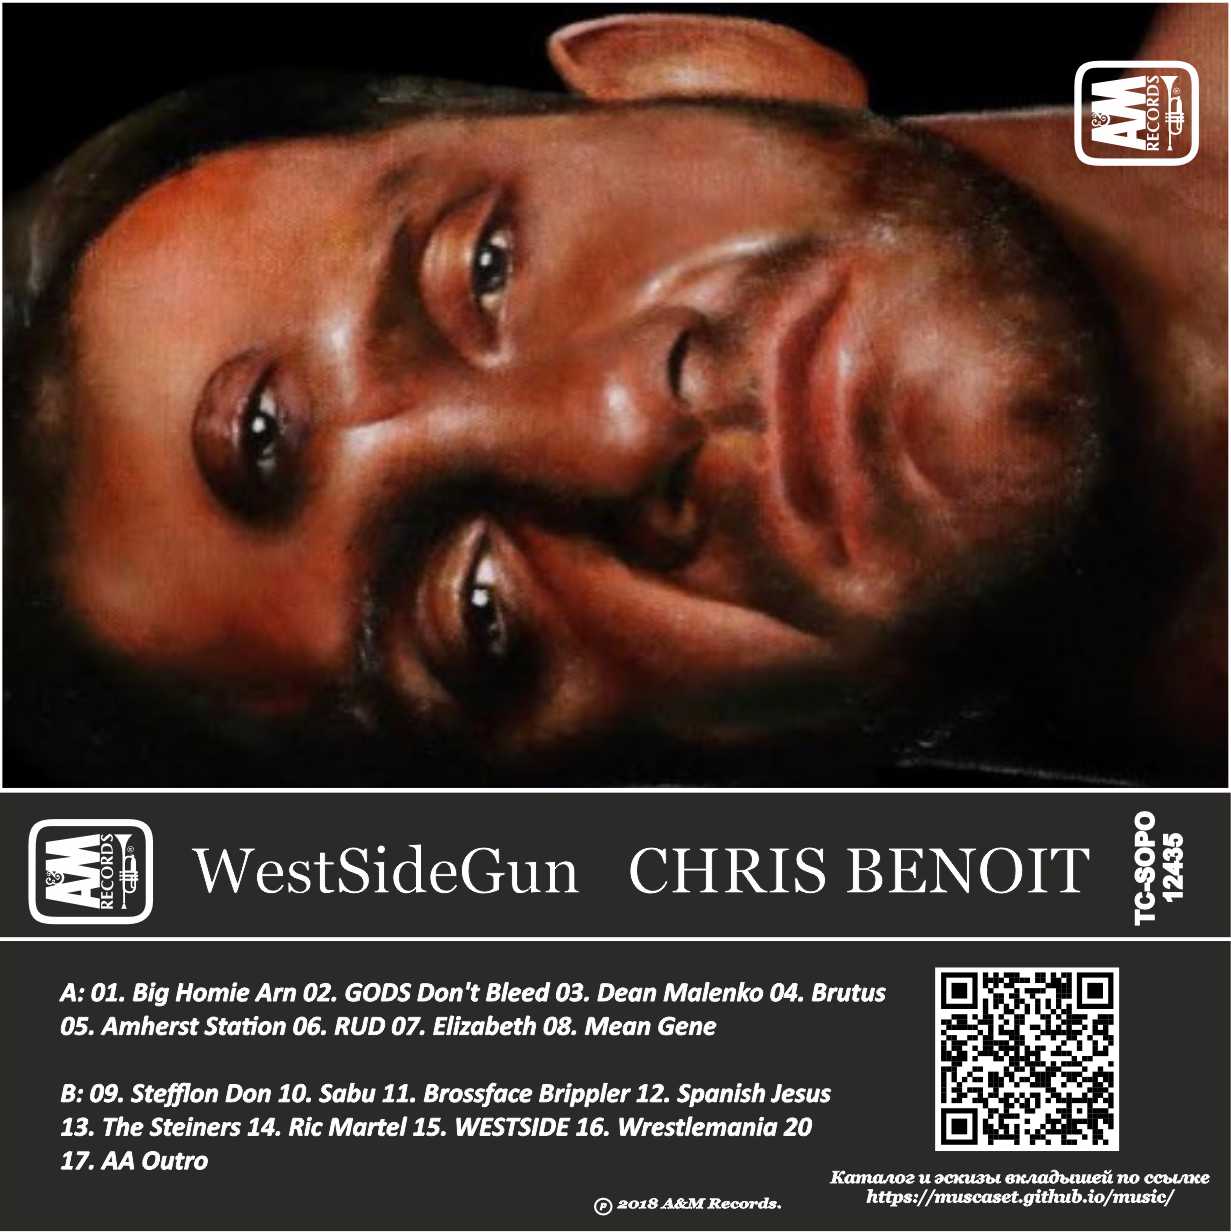 A&M
RECORDS
A&M
RECORDS
WestSideGun CHRIS BENOIT
TC-SOPO
12435
A: 01. Big Homie Arn 02. GODS Don't Bleed 03. Dean Malenko 04. Brutus
05. Amherst Station 06. RUD 07. Elizabeth 08. Mean Gene
B: 09. Stefflon Don 10. Sabu 11. Brossface Brippler 12. Spanish Jesus
13. The Steiners 14. Ric Martel 15. WESTSIDE 16. Wrestlemania 20
17. AA Outro
Каталог и эскизы вкладышей по ссылке
https://muscaset.github.io/music/
℗ 2018 A&M Records.